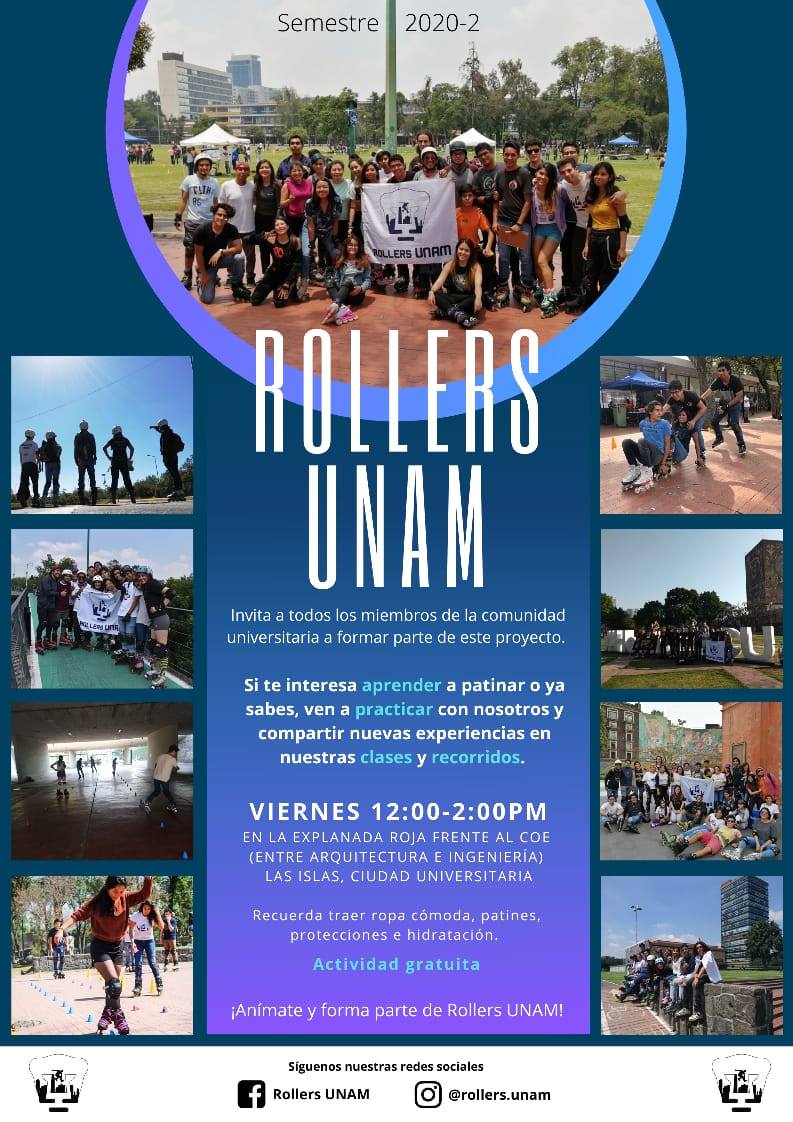 Semestre 2020-2
ROLLERS UNAM
ROLLERS
UNAM
Invita a todos los miembros de la comunidad
universitaria a formar parte de este proyecto.
Si te interesa aprender a patinar o ya
sabes, ven a practicar con nosotros y
compartir nuevas experiencias en
nuestras clases y recorridos.
VIERNES 12:00-2:00PM
EN LA EXPLANADA ROJA FRENTE AL COE
(ENTRE ARQUITECTURA E INGENIERÍA)
LAS ISLAS, CIUDAD UNIVERSITARIA
Recuerda traer ropa cómoda, patines,
protecciones e hidratación.
Actividad gratuita
¡Anímate y forma parte de Rollers UNAM!
Síguenos nuestras redes sociales
Rollers UNAM
@rollers.unam